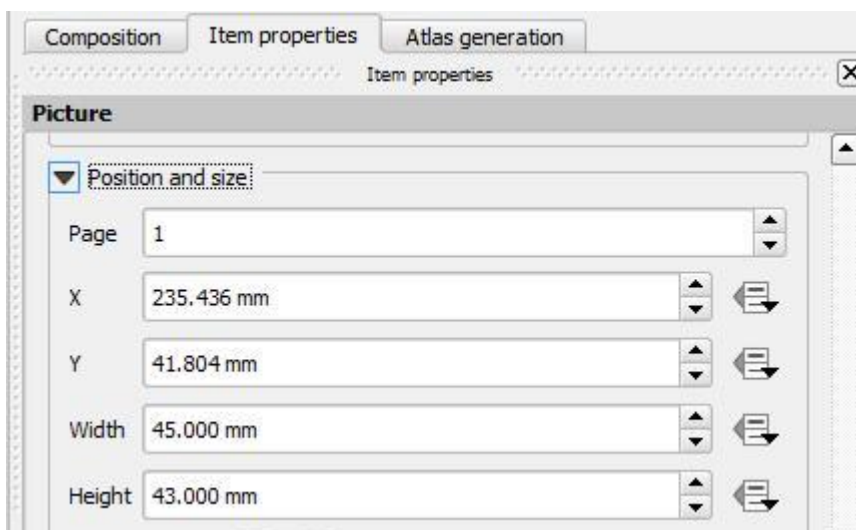 Composition Item properties Atlas generation
Item properties
Picture
Position and size
Page 1
X 235.436 mm
Y 41.804 mm
Width 45.000 mm
Height 43.000 mm